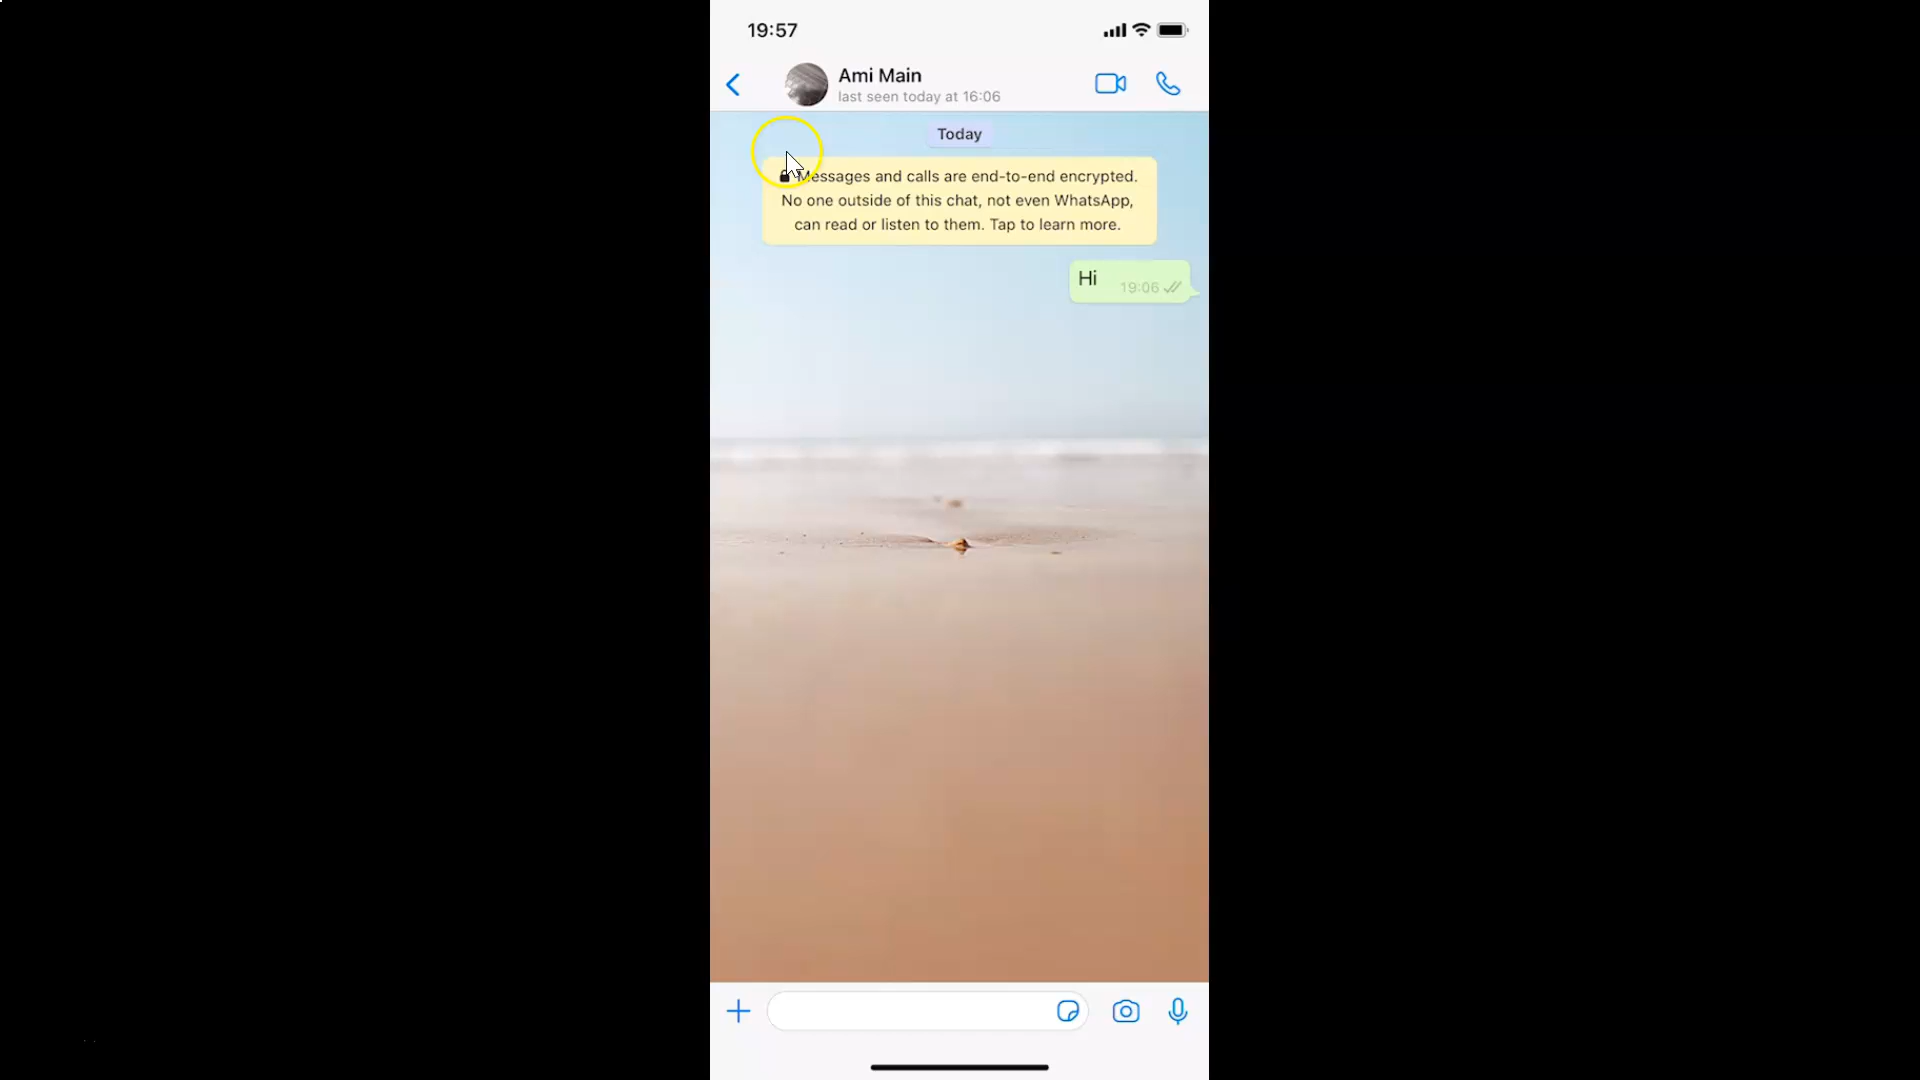 19:57
Ami Main
last seen today at 16:06
Today
Messages and calls are end-to-end encrypted.
No one outside of this chat, not even WhatsApp,
can read or listen to them. Tap to learn more.
Hi
19:06